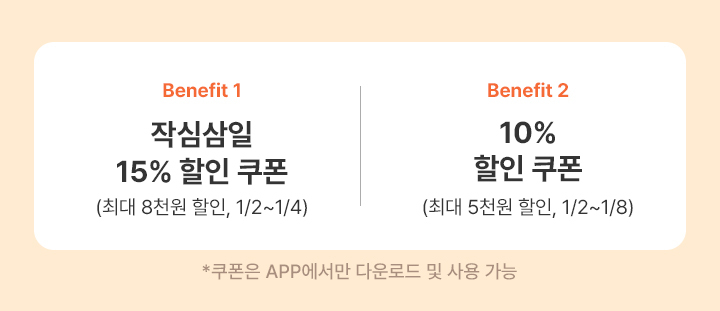 Benefit 1
작심삼일
15% 할인 쿠폰
(최대 8천원 할인, 1/2~1/4)
Benefit 2
10%
할인 쿠폰
(최대 5천원 할인, 1/2~1/8)
*쿠폰은 APP에서만 다운로드 및 사용 가능